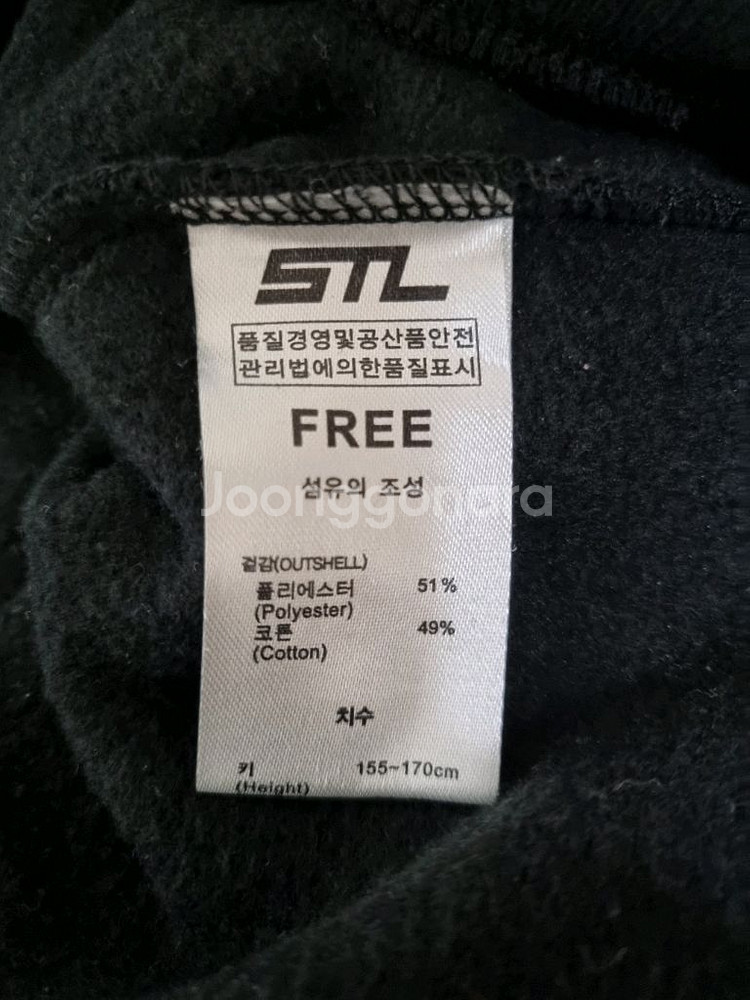 STL
품질경영및공산품안전
관리법에의한품질표시
FREE
섬유의 조성
Joonggonara
겉감(OUTSHELL)
폴리에스터 51%
(Polyester)
코튼 49%
(Cotton)
치수
키 155~170cm
(Height)